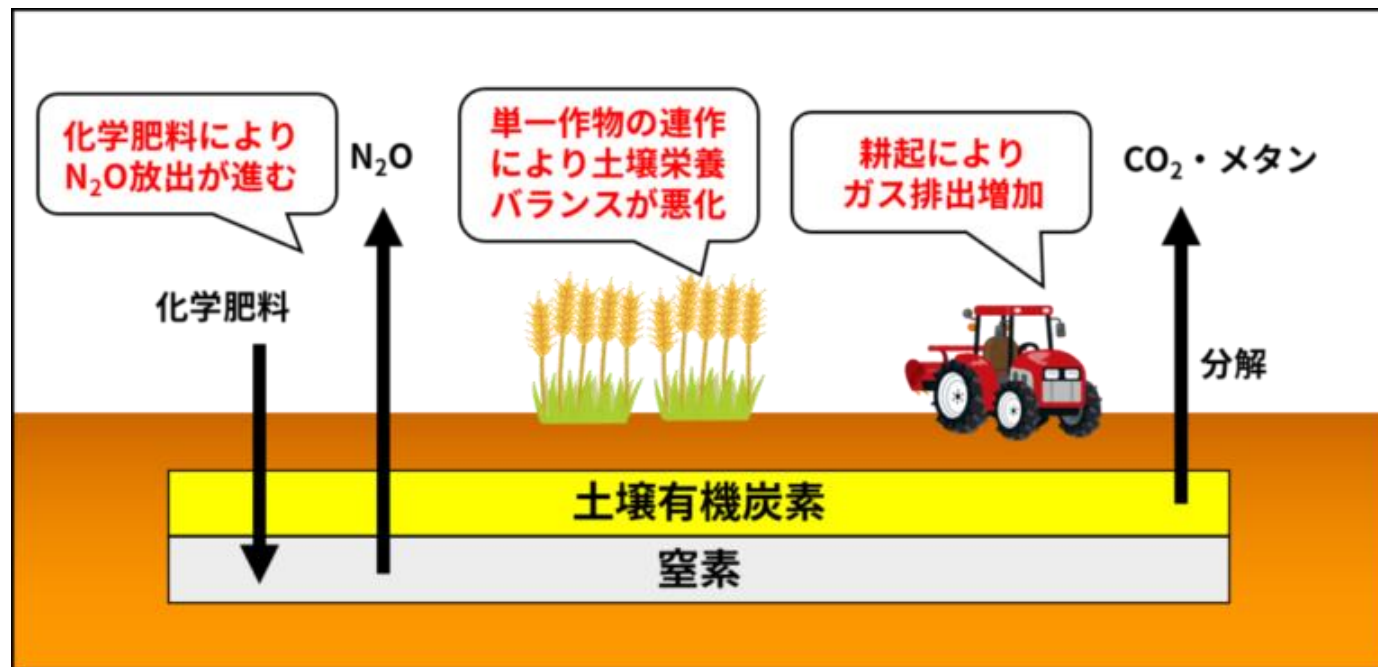 化学肥料により
N₂O放出が進む
N₂O
単一作物の連作
により土壌栄養
バランスが悪化
耕起により
ガス排出増加
CO₂・メタン
化学肥料
分解
土壌有機炭素
窒素